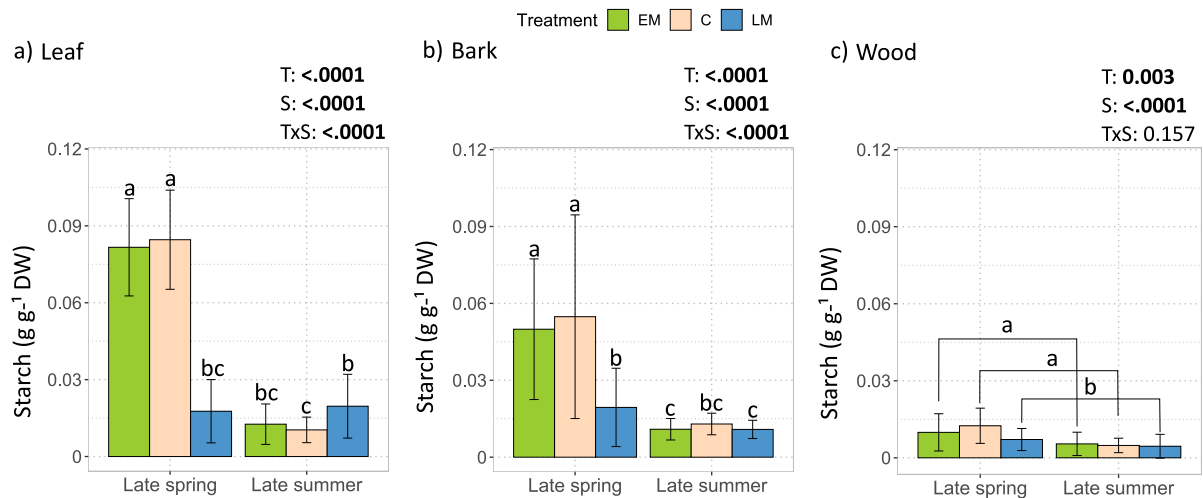 Treatment EM C LM
a) Leaf
T: <.0001
S: <.0001
TxS: <.0001
Starch (g g-¹ DW)
0.12
0.09
0.06
0.03
0
a
a
bc
bc
c
b
Late spring
Late summer
b) Bark
T: <.0001
S: <.0001
TxS: <.0001
Starch (g g-¹ DW)
0.12
0.09
0.06
0.03
0
a
a
b
c
bc
c
Late spring
Late summer
c) Wood
T: 0.003
S: <.0001
TxS: 0.157
Starch (g g-¹ DW)
0.12
0.09
0.06
0.03
0
a
a
b
Late spring
Late summer